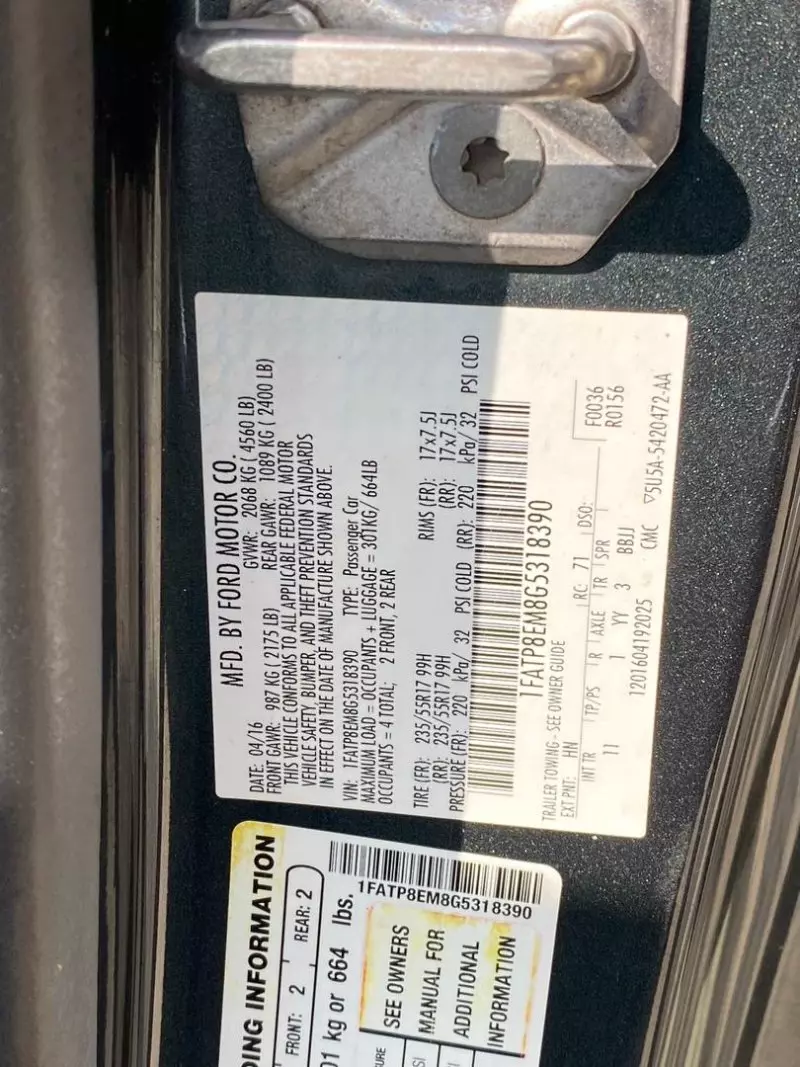 MFD. BY FORD MOTOR CO.
DATE: 04/16 GVWR: 2068 KG ( 4560 LB)
FRONT GAWR: 987 KG ( 2175 LB) REAR GAWR: 1089 KG ( 2400 LB)
THIS VEHICLE CONFORMS TO ALL APPLICABLE FEDERAL MOTOR
VEHICLE SAFETY, BUMPER, AND THEFT PREVENTION STANDARDS
IN EFFECT ON THE DATE OF MANUFACTURE SHOWN ABOVE.
VIN: 1FATP8EM8G5318390 TYPE: Passenger Car
MAXIMUM LOAD = OCCUPANTS + LUGGAGE = 301KG/ 664LB
OCCUPANTS = 4 TOTAL: 2 FRONT, 2 REAR
TIRE (FR): 235/55R17 99H RIMS (FR): 17x7.5J
(RR): 235/55R17 99H (RR): 17x7.5J
PRESSURE (FR): 220 kPa/ 32 PSI COLD (RR): 220 kPa/ 32 PSI COLD
1FATP8EM8G5318390
TRAILER TOWING - SEE OWNER GUIDE
EXT PNT: HN RC: 71 DSO: F0036
R0156
INT TR TP/PS R AXLE TR SPR
11 1 YY 3 BBJJ
1201604192025 CMC ▽5U5A-5420472-AA
DING INFORMATION
FRONT: 2 REAR: 2
01 kg or 664 lbs.
1FATP8EM8G5318390
SEE OWNERS
MANUAL FOR
ADDITIONAL
INFORMATION